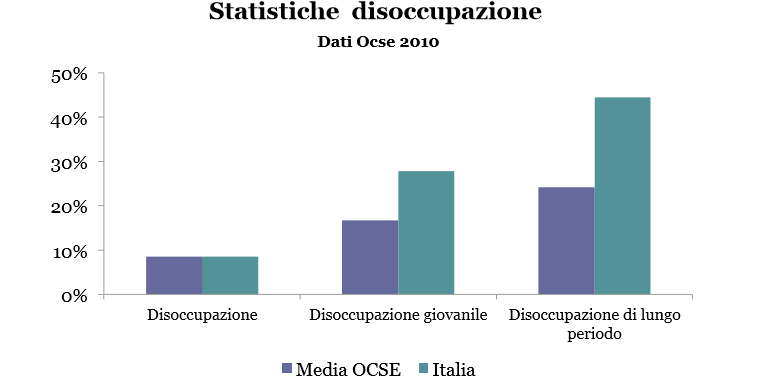 Statistiche disoccupazione
Dati Ocse 2010
50%
40%
30%
20%
10%
0%
Disoccupazione
Disoccupazione giovanile
Disoccupazione di lungo
periodo
Media OCSE
Italia